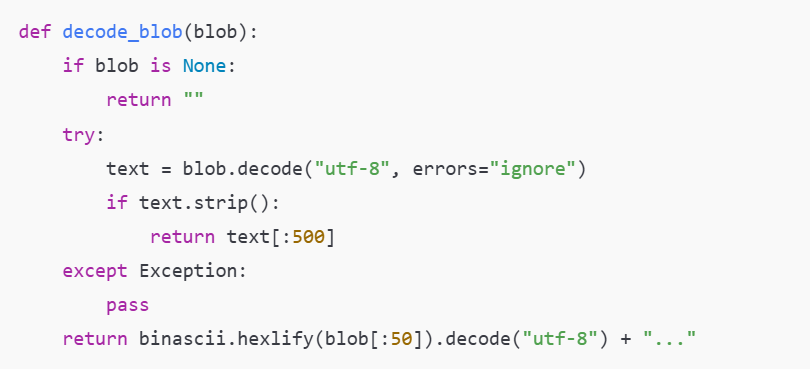 def decode_blob(blob):
    if blob is None:
        return ""
    try:
        text = blob.decode("utf-8", errors="ignore")
        if text.strip():
            return text[:500]
    except Exception:
        pass
    return binascii.hexlify(blob[:50]).decode("utf-8") + "..."